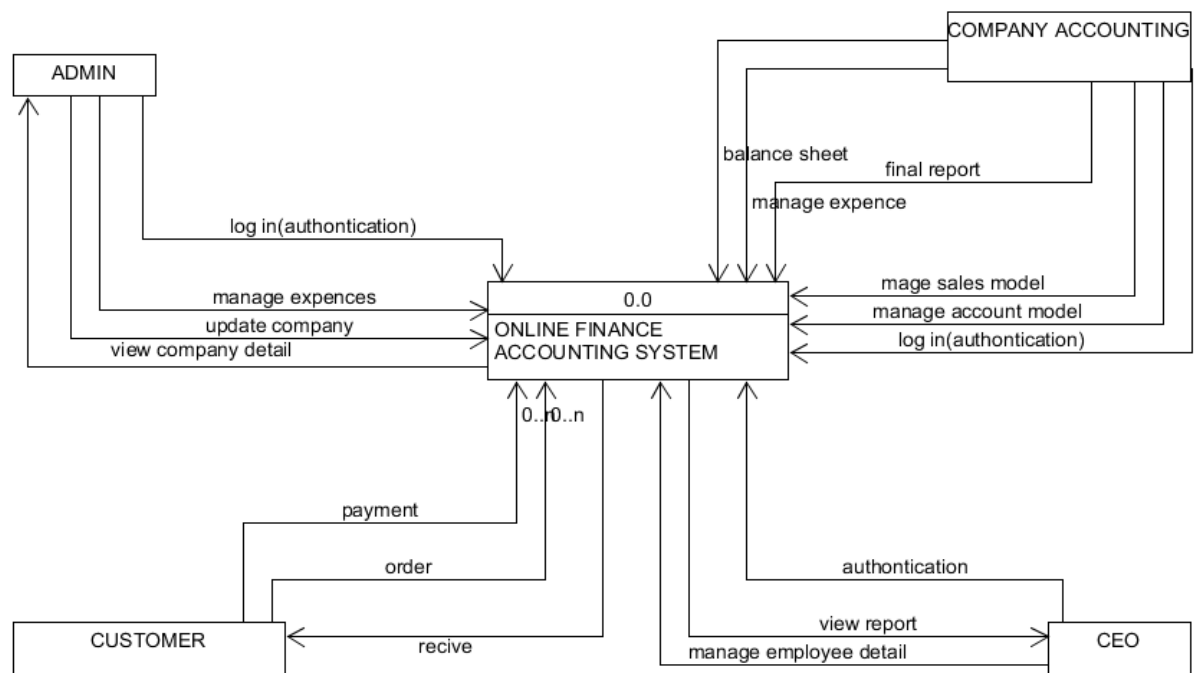 COMPANY ACCOUNTING
ADMIN
balance sheet
final report
manage expence
log in(authontication)
mage sales model
0.0
manage expences
manage account model
update company
ONLINE FINANCE
ACCOUNTING SYSTEM
log in(authontication)
view company detail
0..n
0..n
payment
order
authontication
view report
CUSTOMER
recive
manage employee detail
CEO